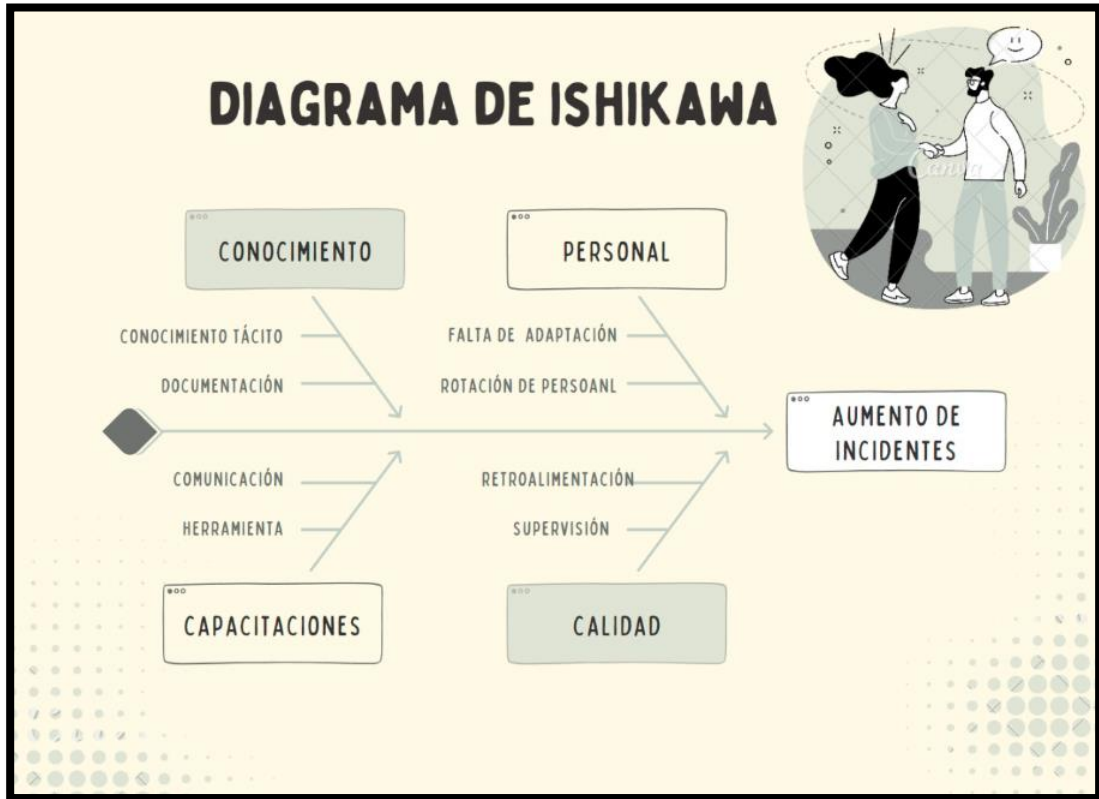 DIAGRAMA DE ISHIKAWA
Canva
CONOCIMIENTO
PERSONAL
CONOCIMIENTO TÁCITO
DOCUMENTACIÓN
FALTA DE ADAPTACIÓN
ROTACIÓN DE PERSOANL
AUMENTO DE
INCIDENTES
COMUNICACIÓN
HERRAMIENTA
RETROALIMENTACIÓN
SUPERVISIÓN
CAPACITACIONES
CALIDAD